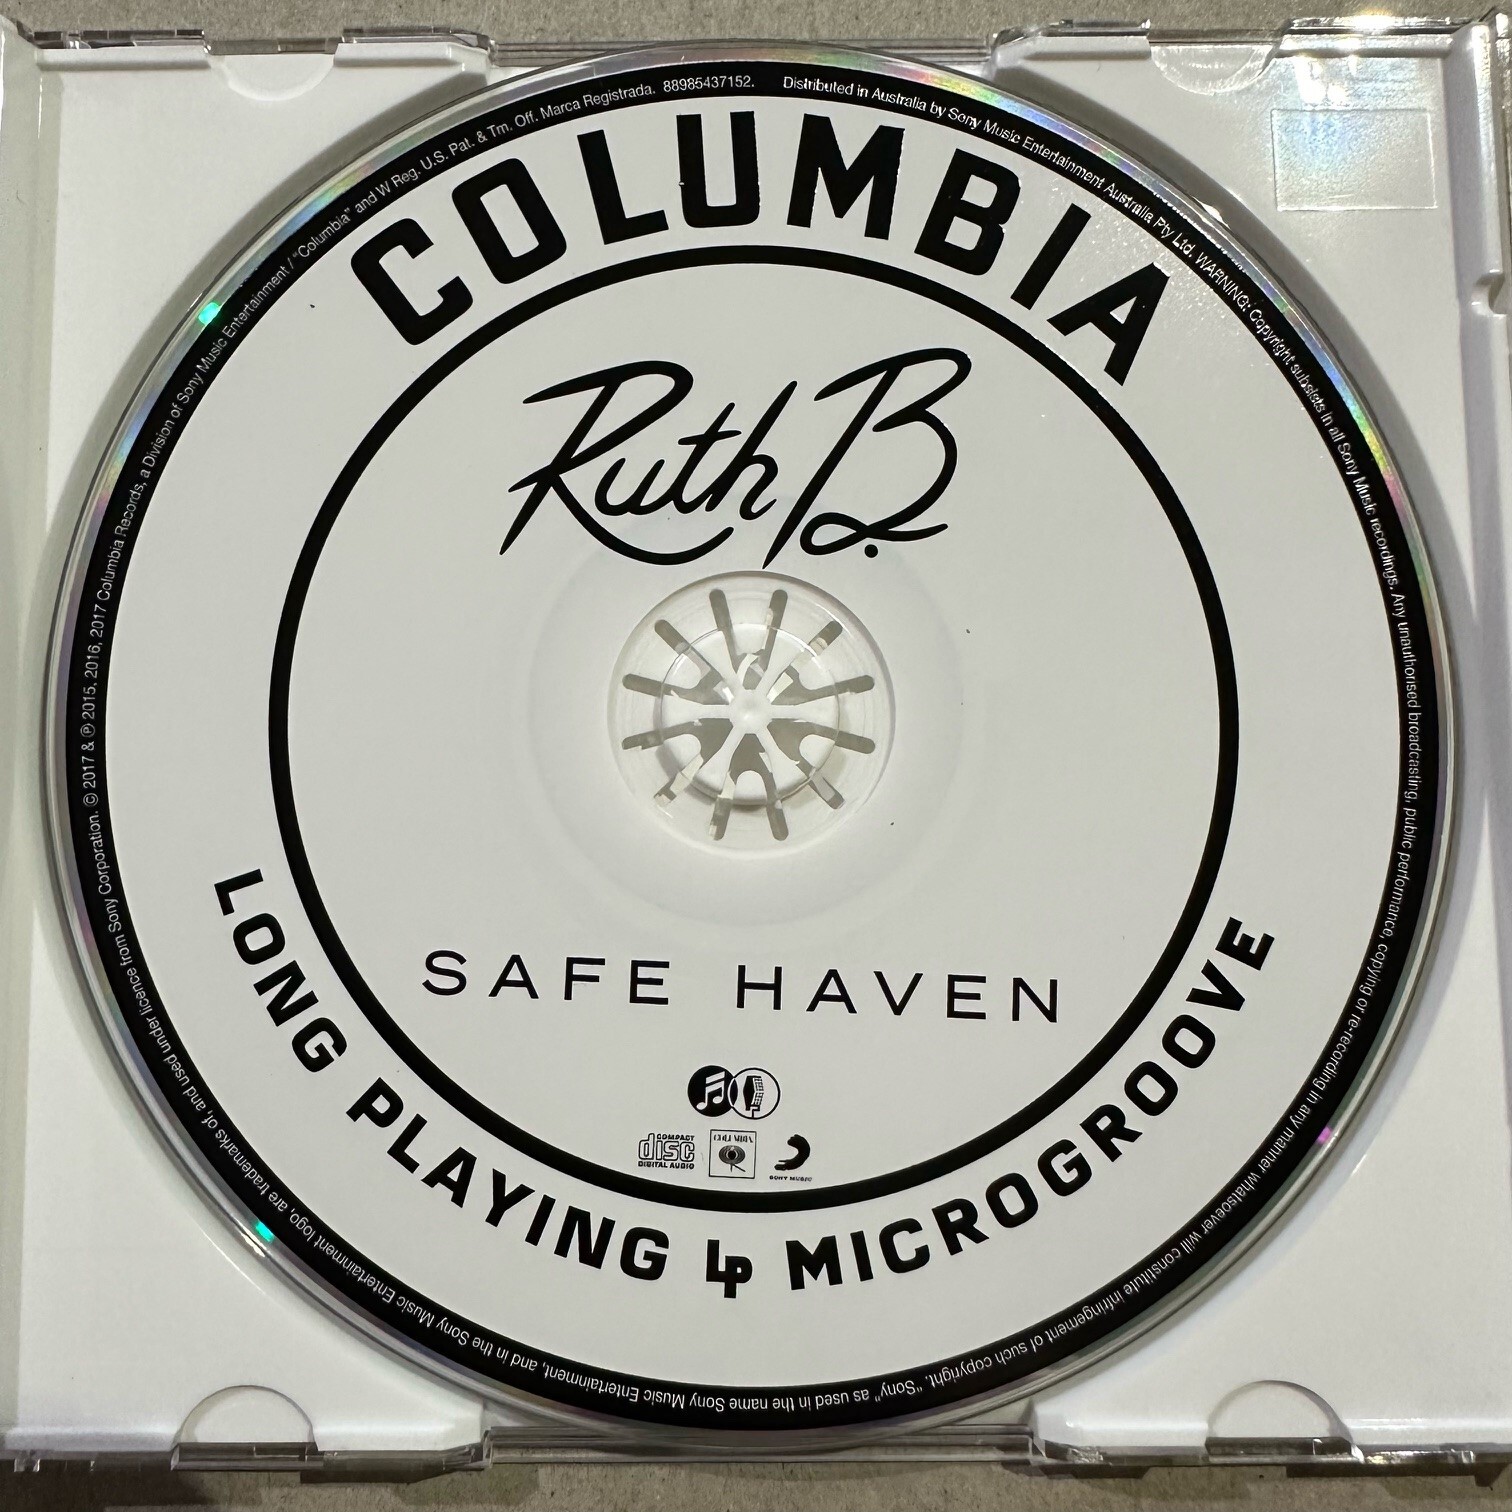 COLUMBIA
Ruth B.
SAFE HAVEN
COMPACT
disc
DIGITAL AUDIO
COLUMBIA
SONY MUSIC
LONG PLAYING LP MICROGROOVE
© 2017 & ℗ 2015, 2016, 2017 Columbia Records, a Division of Sony Music Entertainment / "Columbia" and W Reg. U.S. Pat. & Tm. Off. Marca Registrada. 88985437152. Distributed in Australia by Sony Music Entertainment Australia Pty Ltd. WARNING: Copyright subsists in all Sony Music recordings. Any unauthorised broadcasting, public performance, copying or re-recording in any manner whatsoever will constitute infringement of such copyright. "Sony" as used in the name Sony Music Entertainment, and in the Sony Music Entertainment logo, are trademarks of, and used under licence from Sony Corporation.